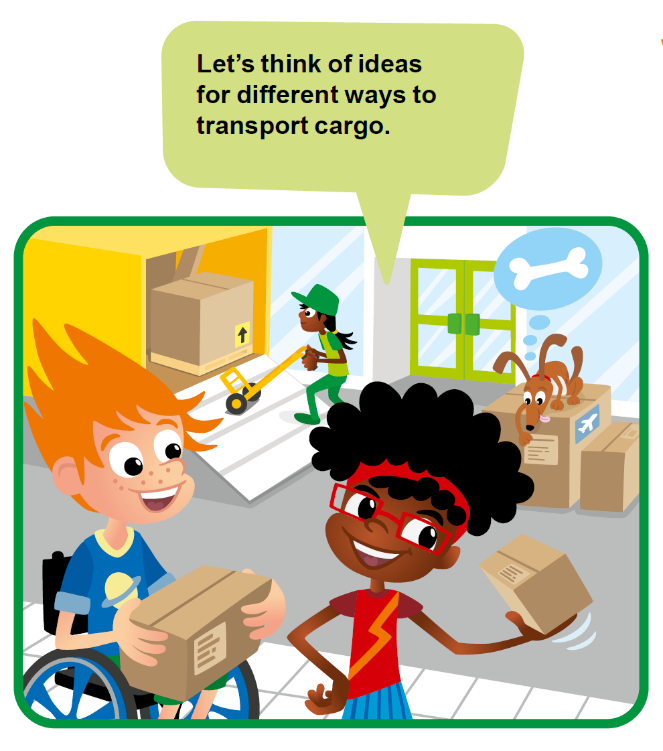 Let's think of ideas
for different ways to
transport cargo.